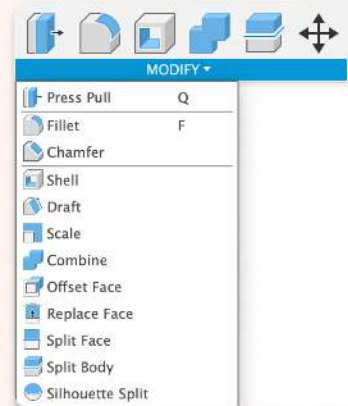 MODIFY
Press Pull Q
Fillet F
Chamfer
Shell
Draft
Scale
Combine
Offset Face
Replace Face
Split Face
Split Body
Silhouette Split